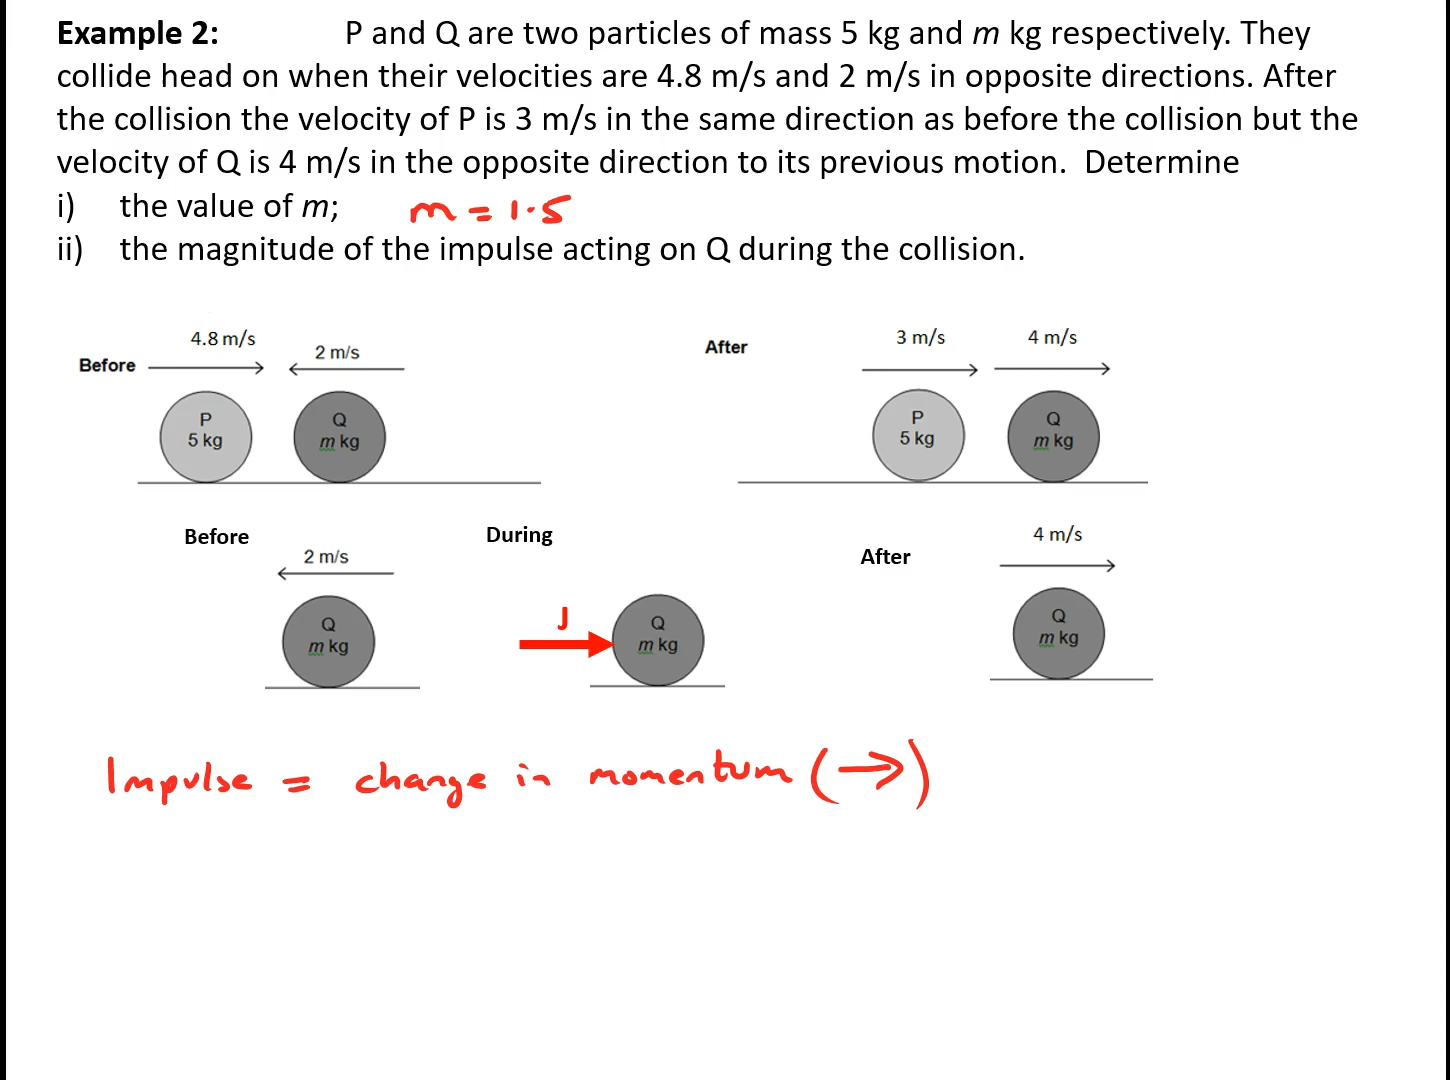 Example 2: P and Q are two particles of mass 5 kg and m kg respectively. They
collide head on when their velocities are 4.8 m/s and 2 m/s in opposite directions. After
the collision the velocity of P is 3 m/s in the same direction as before the collision but the
velocity of Q is 4 m/s in the opposite direction to its previous motion. Determine
i) the value of m; m = 1.5
ii) the magnitude of the impulse acting on Q during the collision.
Before
4.8 m/s
2 m/s
P
5 kg
Q
m kg
After
3 m/s
4 m/s
P
5 kg
Q
m kg
Before
2 m/s
Q
m kg
During
J
Q
m kg
After
4 m/s
Q
m kg
Impulse = change in momentum (→)